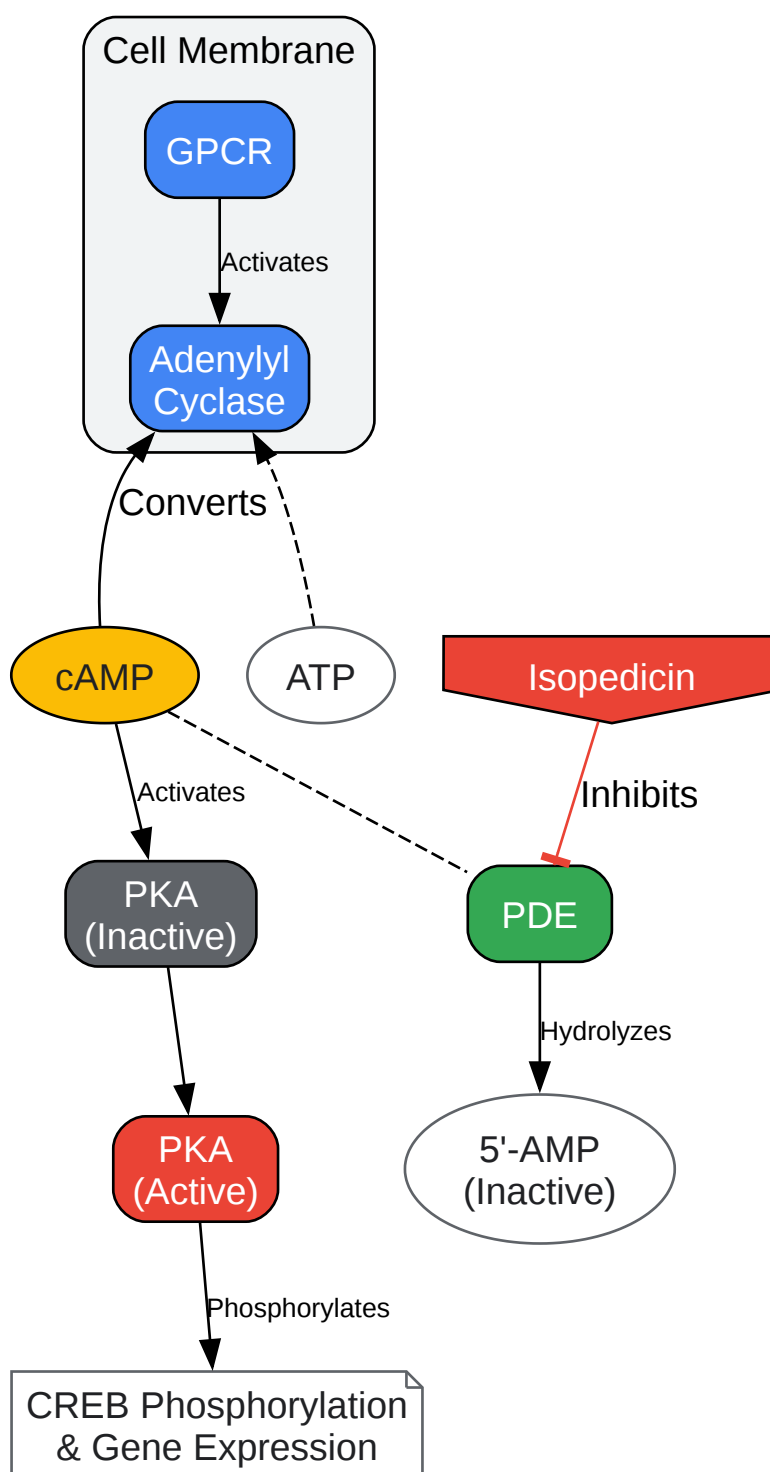 Cell Membrane
GPCR
Activates
Adenylyl
Cyclase
Converts
cAMP
ATP
Isopedicin
Activates
Inhibits
PKA
(Inactive)
PDE
Hydrolyzes
PKA
(Active)
5'-AMP
(Inactive)
Phosphorylates
CREB Phosphorylation
& Gene Expression